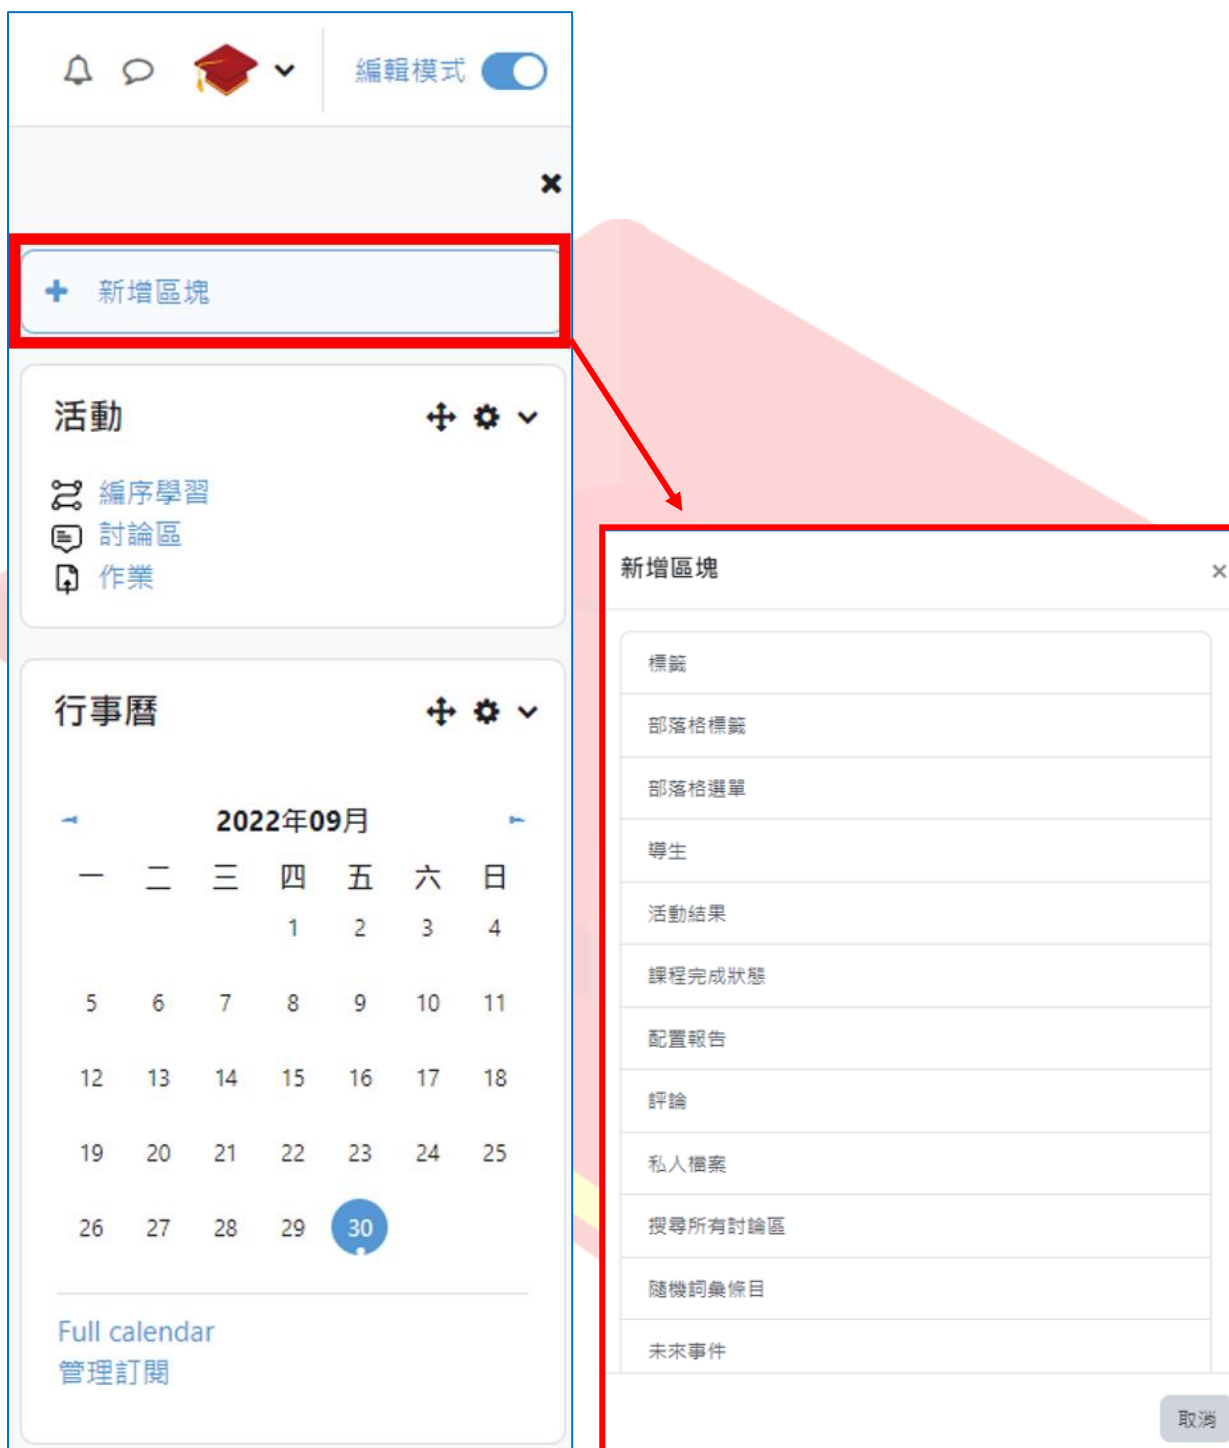 編輯模式
新增區塊
活動
編序學習
討論區
作業
行事曆
2022年09月
一 二 三 四 五 六 日
1 2 3 4
5 6 7 8 9 10 11
12 13 14 15 16 17 18
19 20 21 22 23 24 25
26 27 28 29 30
Full calendar
管理訂閱
新增區塊
標籤
部落格標籤
部落格選單
導生
活動結果
課程完成狀態
配置報告
評論
私人檔案
搜尋所有討論區
隨機詞彙條目
未來事件
取消